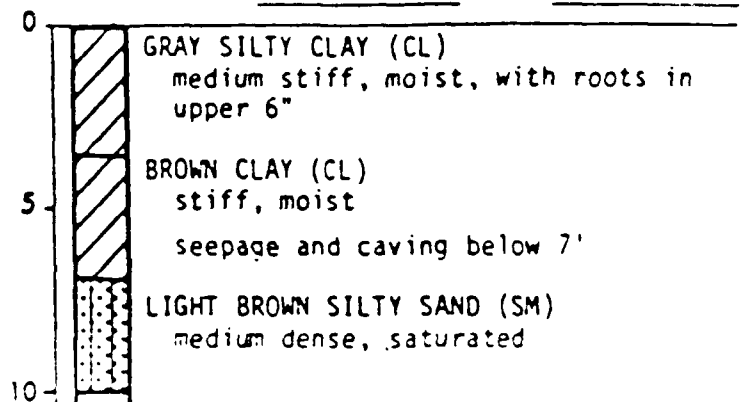 0
GRAY SILTY CLAY (CL)
medium stiff, moist, with roots in
upper 6"
BROWN CLAY (CL)
5
stiff, moist
seepage and caving below 7'
LIGHT BROWN SILTY SAND (SM)
medium dense, saturated
10